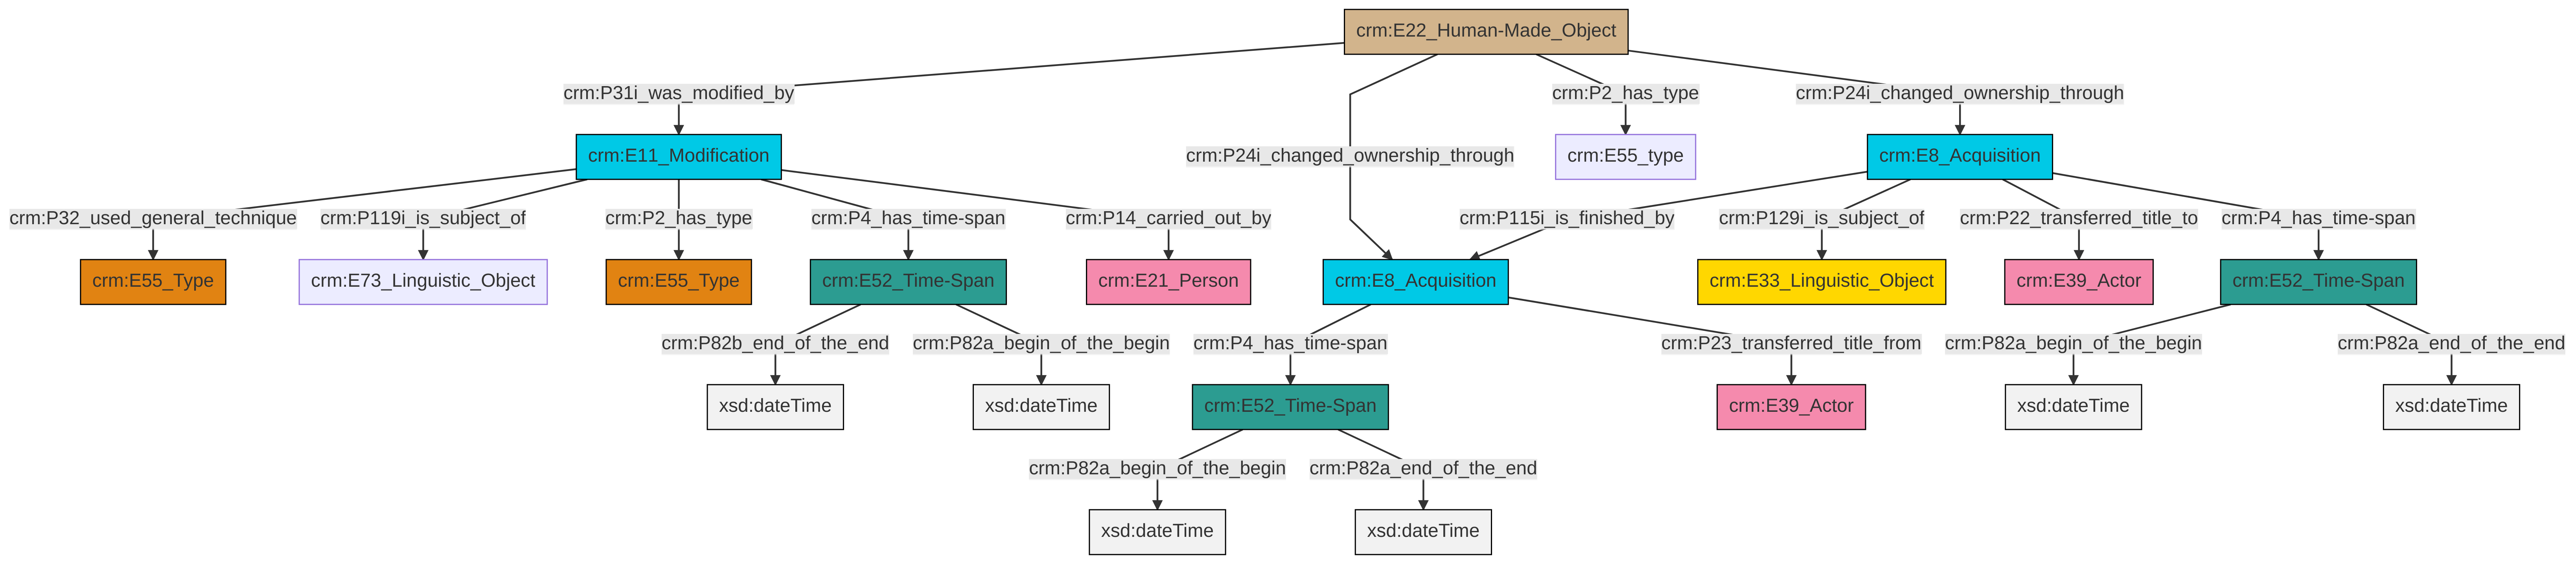 crm:E22_Human-Made_Object
crm:P31i_was_modified_by
crm:P2_has_type
crm:P24i_changed_ownership_through
crm:E11_Modification
crm:P24i_changed_ownership_through
crm:E55_type
crm:E8_Acquisition
crm:P32_used_general_technique
crm:P119i_is_subject_of
crm:P2_has_type
crm:P4_has_time-span
crm:P14_carried_out_by
crm:P115i_is_finished_by
crm:P129i_is_subject_of
crm:P22_transferred_title_to
crm:P4_has_time-span
crm:E55_Type
crm:E73_Linguistic_Object
crm:E55_Type
crm:E52_Time-Span
crm:E21_Person
crm:E8_Acquisition
crm:E33_Linguistic_Object
crm:E39_Actor
crm:E52_Time-Span
crm:P82b_end_of_the_end
crm:P82a_begin_of_the_begin
crm:P4_has_time-span
crm:P23_transferred_title_from
crm:P82a_begin_of_the_begin
crm:P82a_end_of_the_end
xsd:dateTime
xsd:dateTime
crm:E52_Time-Span
crm:E39_Actor
xsd:dateTime
xsd:dateTime
crm:P82a_begin_of_the_begin
crm:P82a_end_of_the_end
xsd:dateTime
xsd:dateTime